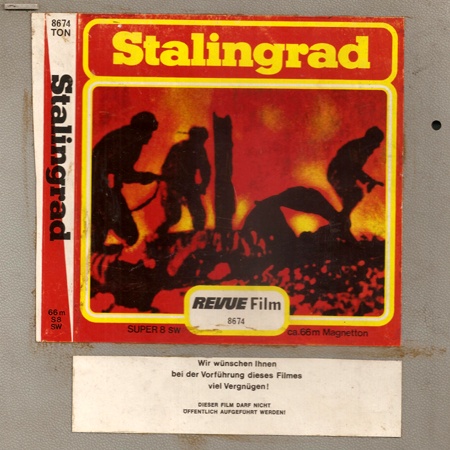 8674
TON
Stalingrad
66 m
S8
SW
Stalingrad
REVUE Film
8674
SUPER 8 SW
ca. 66 m Magnetton
Wir wünschen Ihnen
bei der Vorführung dieses Filmes
viel Vergnügen!
DIESER FILM DARF NICHT
ÖFFENTLICH AUFGEFÜHRT WERDEN!